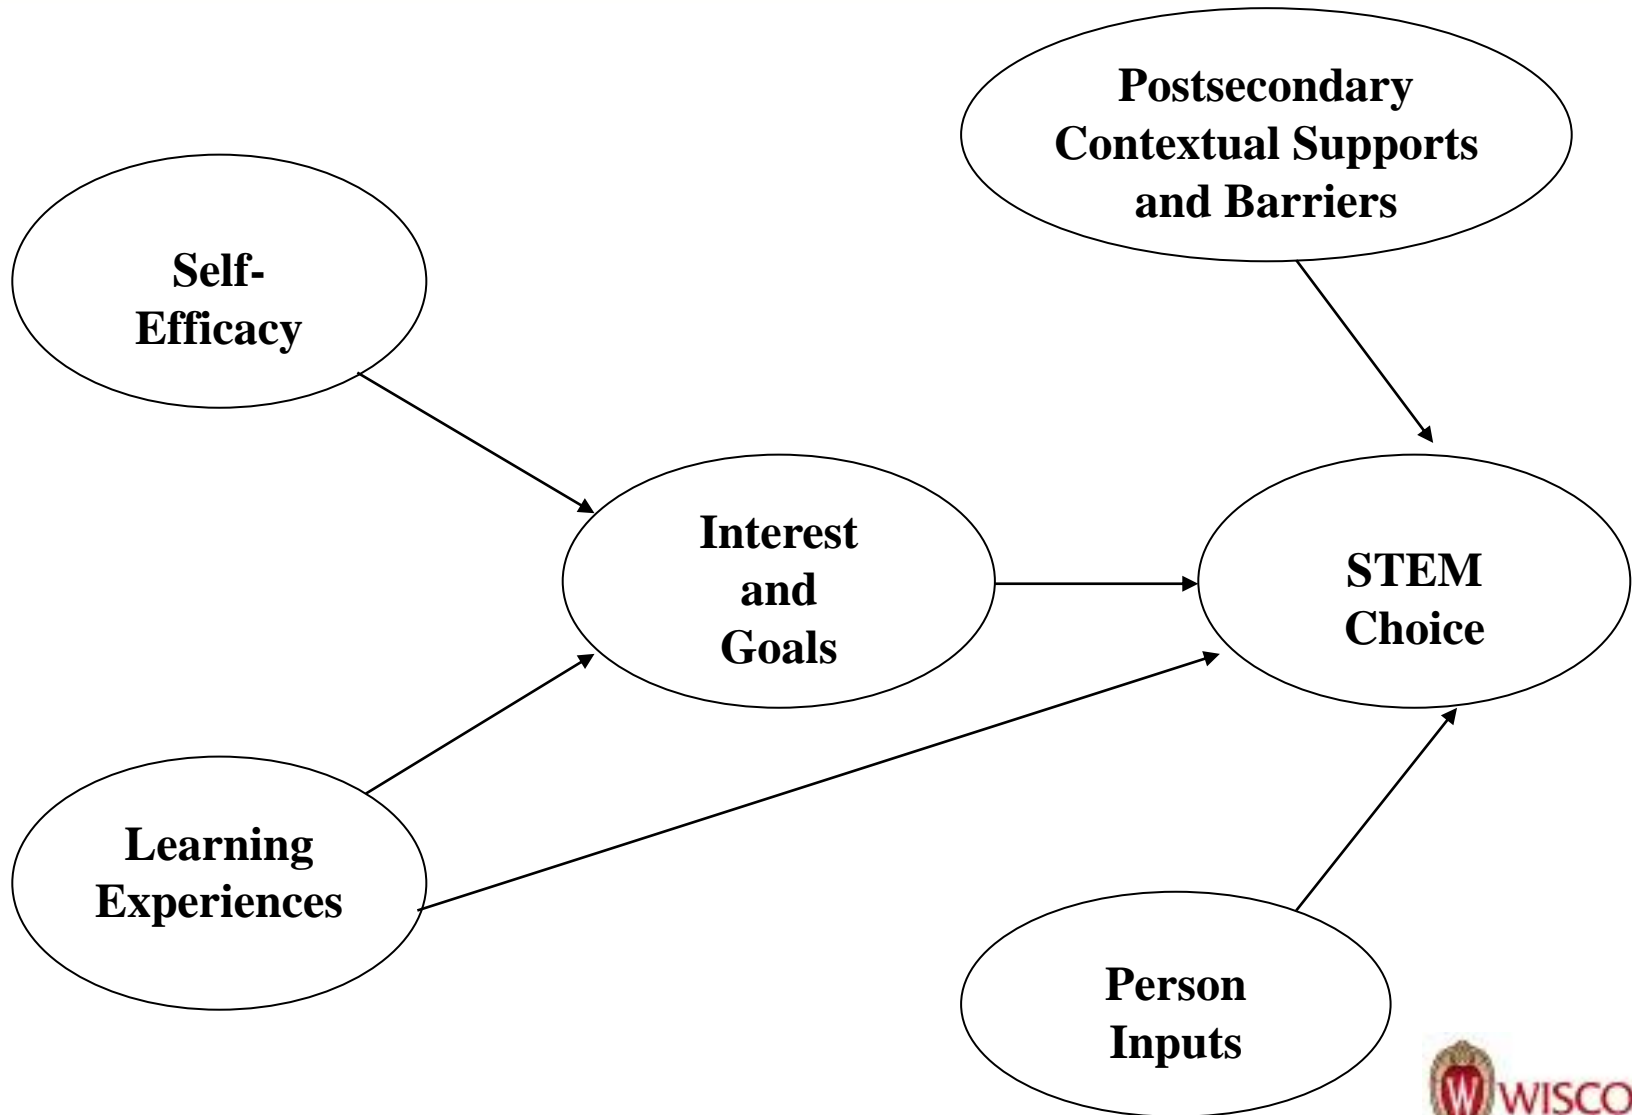 Postsecondary
Contextual Supports
and Barriers
Self-
Efficacy
Interest
and
Goals
STEM
Choice
Learning
Experiences
Person
Inputs
W WISCO